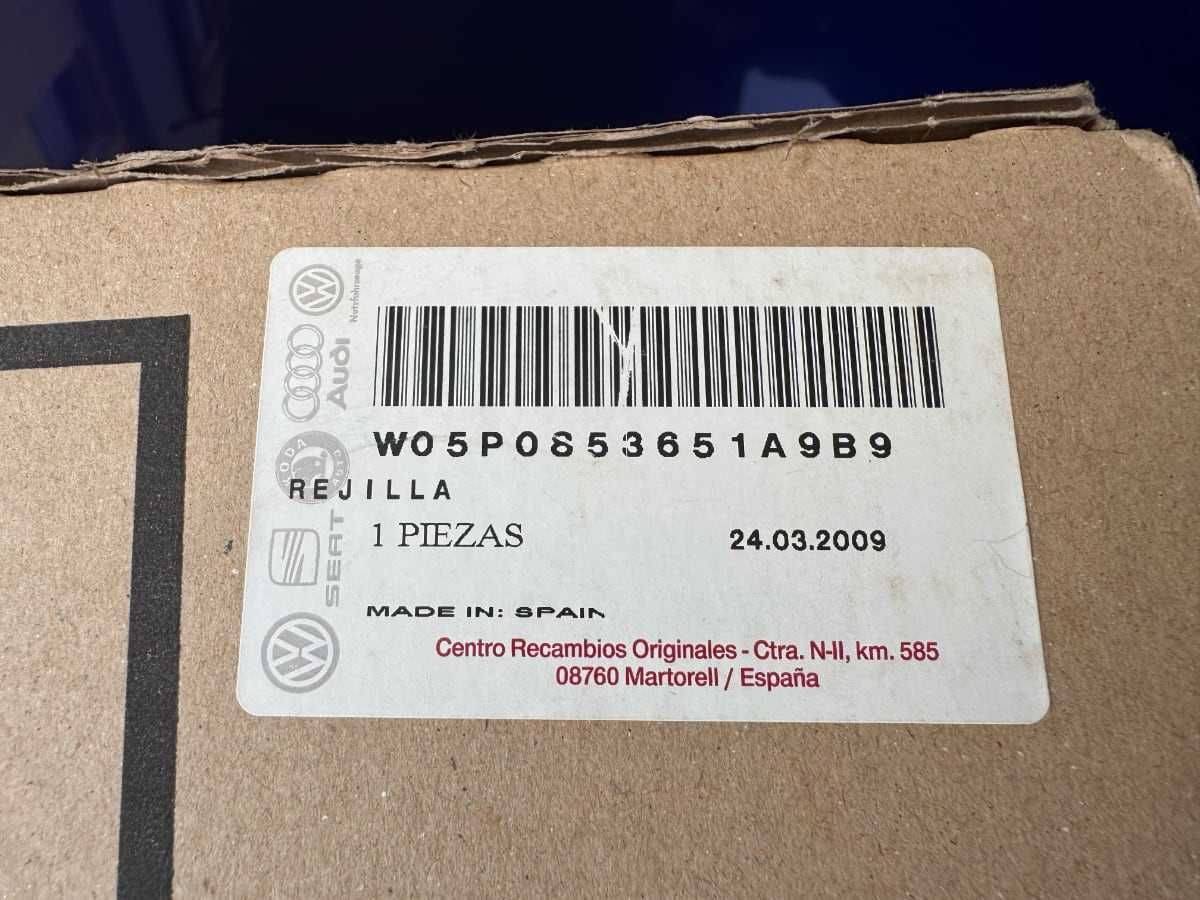 Nutzfahrzeuge
Audi
W05P0853651A9B9
REJILLA
SEAT
1 PIEZAS
24.03.2009
MADE IN: SPAIN
Centro Recambios Originales - Ctra. N-II, km. 585
08760 Martorell / España